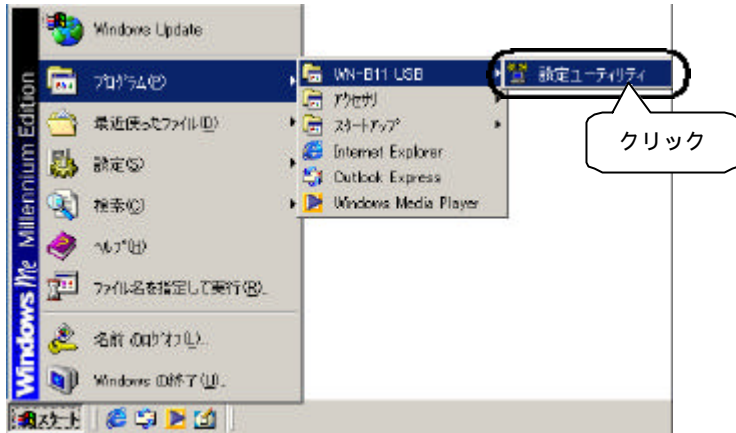 Windows Update
プログラム(P)
最近使ったファイル(D)
設定(S)
検索(C)
ヘルプ(H)
ファイル名を指定して実行(R)...
名前 のログオフ(L)...
Windows の終了(U)...
Windows Me Millennium Edition
スタート
WN-B11 USB
アクセサリ
スタートアップ
Internet Explorer
Outlook Express
Windows Media Player
設定ユーティリティ
クリック